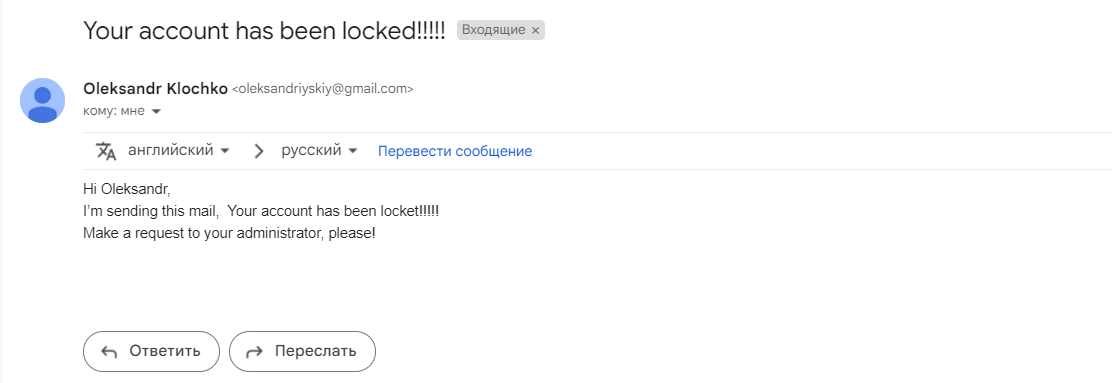 Your account has been locked!!!!! Входящие ×
Oleksandr Klochko <oleksandriyskiy@gmail.com>
кому: мне
английский > русский Перевести сообщение
Hi Oleksandr,
I'm sending this mail,  Your account has been locket!!!!!
Make a request to your administrator, please!
Ответить Переслать